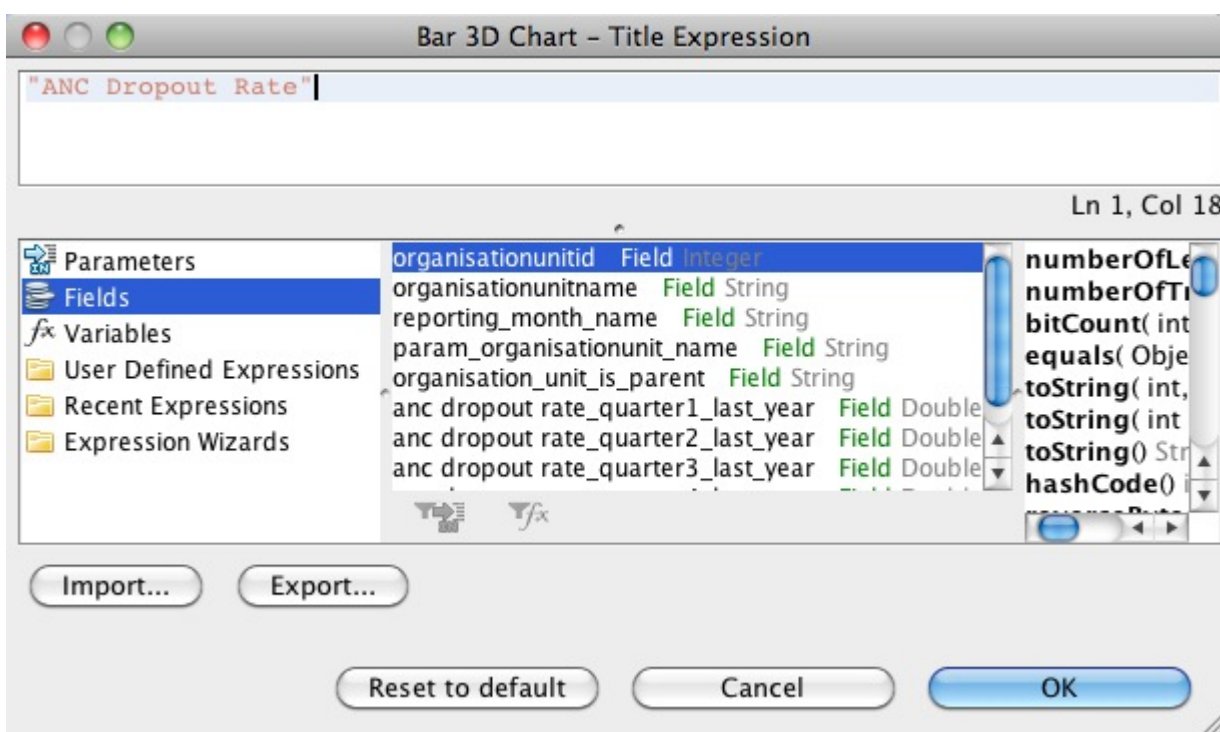 Bar 3D Chart – Title Expression
"ANC Dropout Rate"
Ln 1, Col 18
Parameters
Fields
Variables
User Defined Expressions
Recent Expressions
Expression Wizards
organisationunitid Field Integer
organisationunitname Field String
reporting_month_name Field String
param_organisationunit_name Field String
organisation_unit_is_parent Field String
anc dropout rate_quarter1_last_year Field Double
anc dropout rate_quarter2_last_year Field Double
anc dropout rate_quarter3_last_year Field Double
numberOfLe
numberOfTr
bitCount( int
equals( Obje
toString( int,
toString( int
toString() Str
hashCode() i
Import...
Export...
Reset to default
Cancel
OK